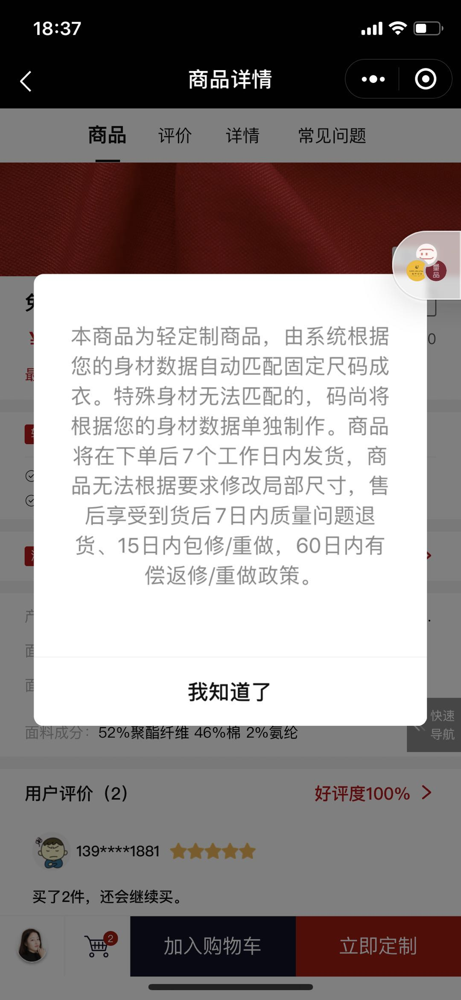 18:37
商品详情
商品 评价 详情 常见问题
量品
本商品为轻定制商品，由系统根据
您的身材数据自动匹配固定尺码成
衣。特殊身材无法匹配的，码尚将
根据您的身材数据单独制作。商品
将在下单后7个工作日内发货，商
品无法根据要求修改局部尺寸，售
后享受到货后7日内质量问题退
货、15日内包修/重做，60日内有
偿返修/重做政策。
我知道了
快速
导航
面料成分：52%聚酯纤维 46%棉 2%氨纶
用户评价（2） 好评度100%
139****1881
买了2件，还会继续买。
2
加入购物车 立即定制